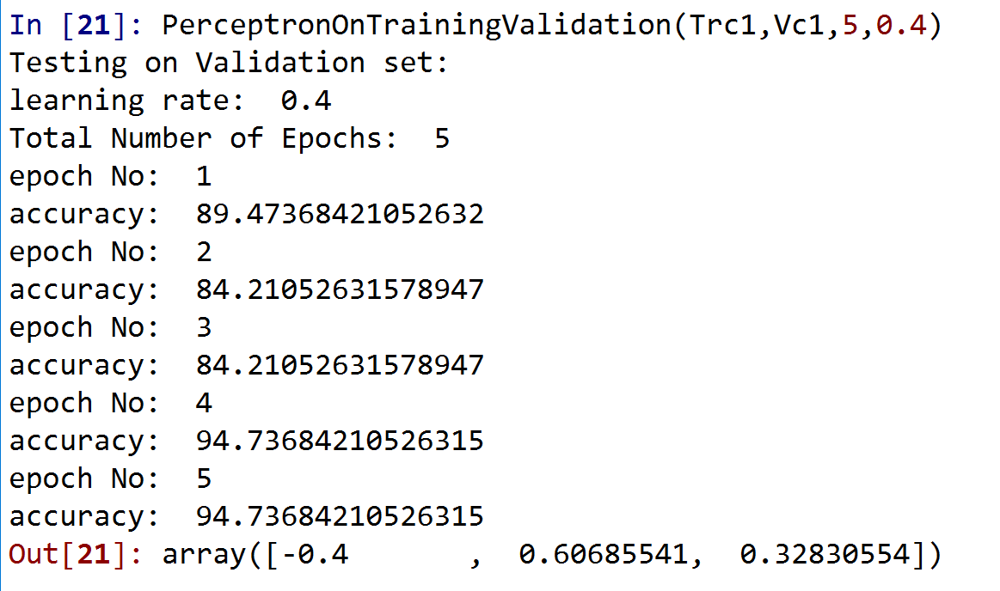 In [21]: PerceptronOnTrainingValidation(Trc1,Vc1,5,0.4)
Testing on Validation set:
learning rate:  0.4
Total Number of Epochs:  5
epoch No:  1
accuracy:  89.47368421052632
epoch No:  2
accuracy:  84.21052631578947
epoch No:  3
accuracy:  84.21052631578947
epoch No:  4
accuracy:  94.73684210526315
epoch No:  5
accuracy:  94.73684210526315
Out[21]: array([-0.4       ,  0.60685541,  0.32830554])